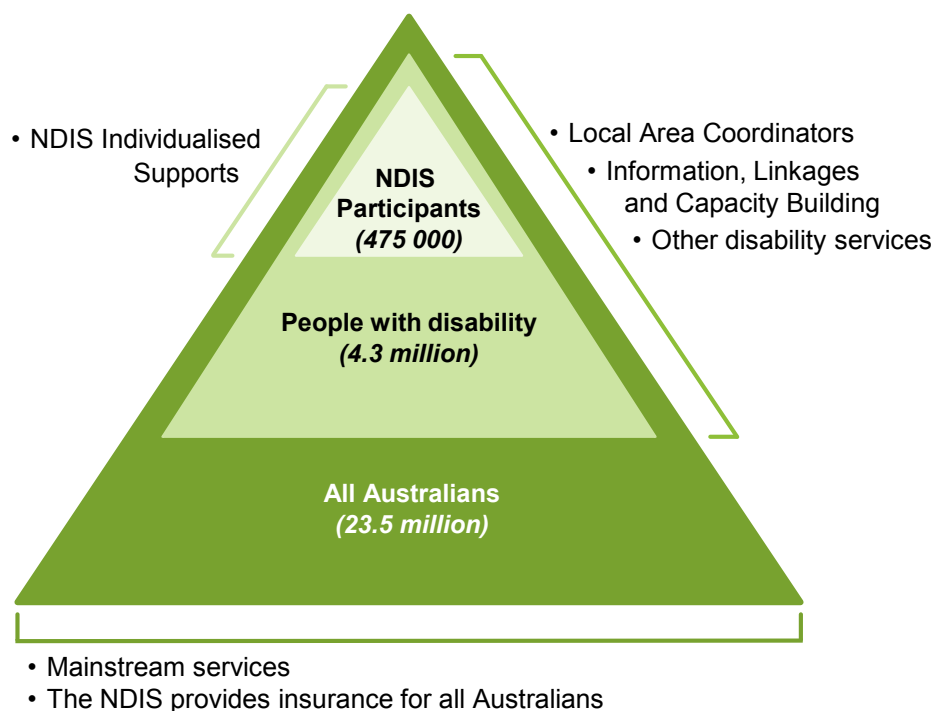 • NDIS Individualised
Supports
• Local Area Coordinators
• Information, Linkages
and Capacity Building
• Other disability services
NDIS
Participants
(475 000)
People with disability
(4.3 million)
All Australians
(23.5 million)
• Mainstream services
• The NDIS provides insurance for all Australians